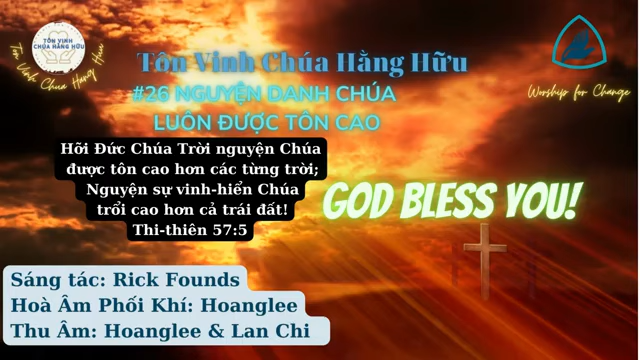 TÔN VINH
CHÚA HẰNG HỮU
Tôn Vinh Chúa Hằng Hữu
Tôn Vinh Chúa Hằng Hữu
#26 NGUYỆN DANH CHÚA
LUÔN ĐƯỢC TÔN CAO
Worship for Change
Hỡi Đức Chúa Trời nguyện Chúa
được tôn cao hơn các từng trời;
Nguyện sự vinh-hiển Chúa
trổi cao hơn cả trái đất!
Thi-thiên 57:5
GOD BLESS YOU!
Sáng tác: Rick Founds
Hoà Âm Phối Khí: Hoanglee
Thu Âm: Hoanglee & Lan Chi